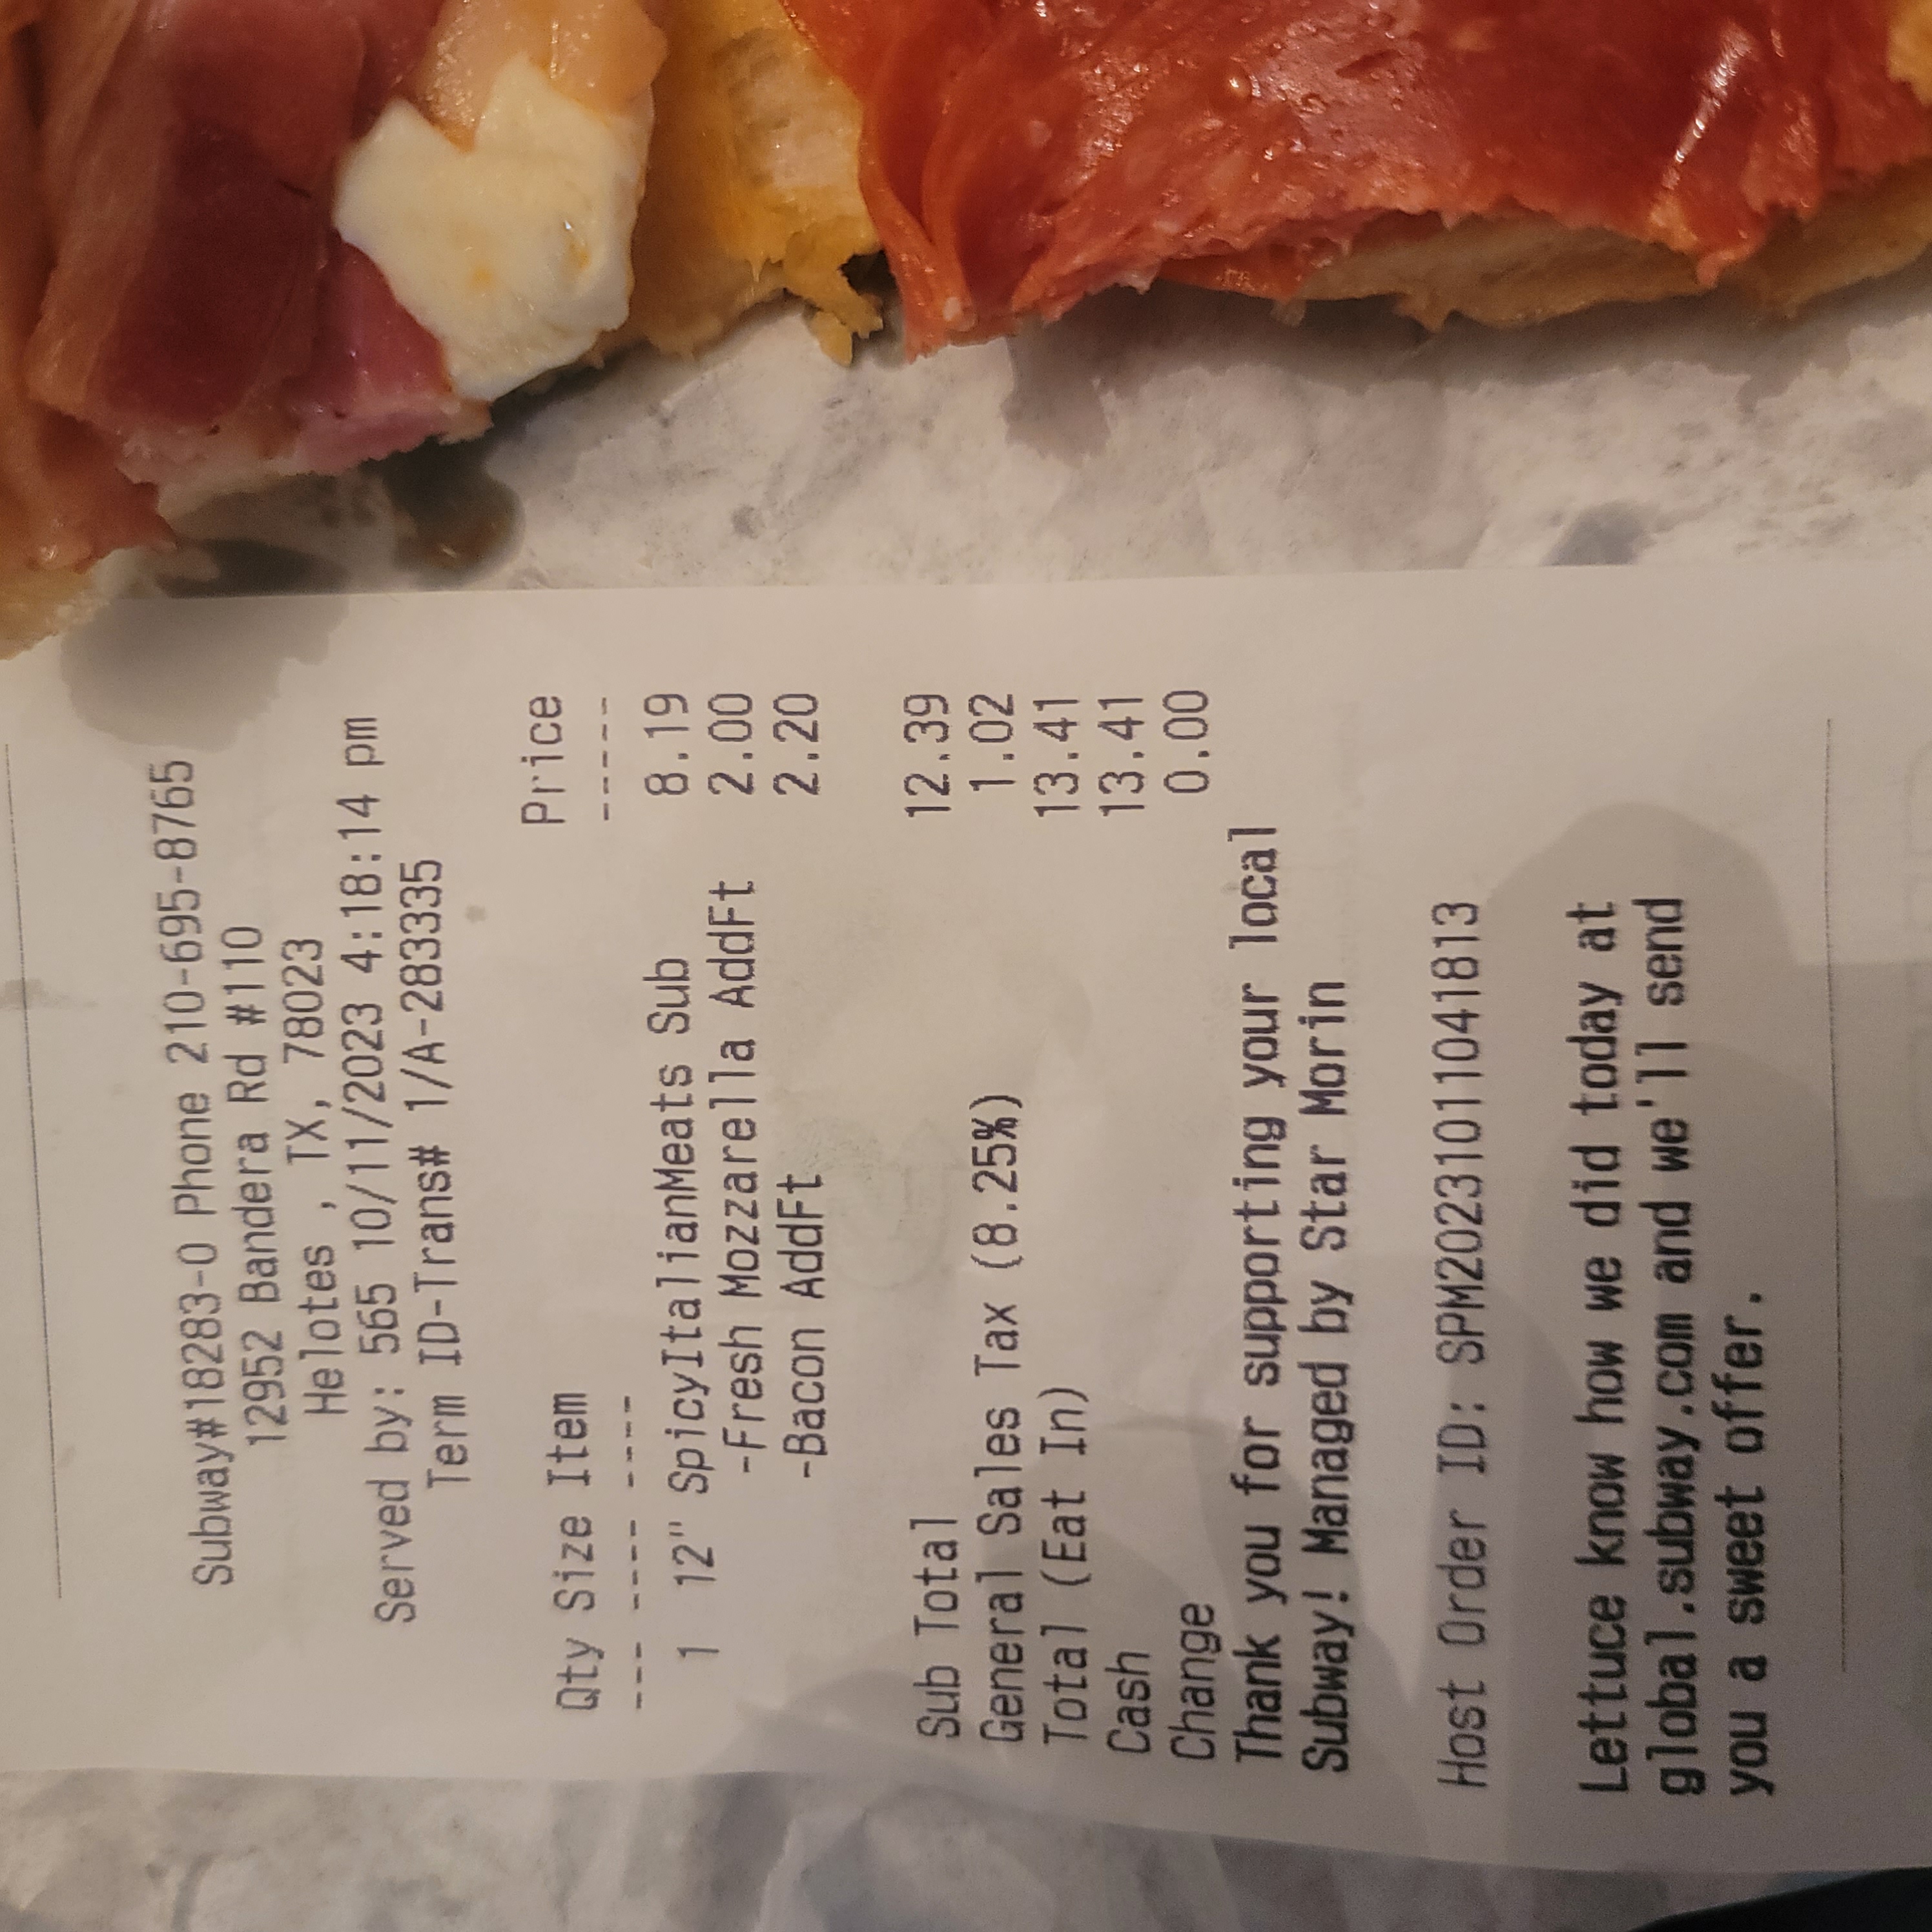 Subway#18283-0 Phone 210-695-8765
12952 Bandera Rd #110
Helotes , TX, 78023
Served by: 565 10/11/2023 4:18:14 pm
Term ID-Trans# 1/A-283335
Qty Size Item Price
--- ---- ---- -----
1 12" SpicyItalianMeats Sub 8.19
-Fresh Mozzarella AddFt 2.00
-Bacon AddFt 2.20
Sub Total 12.39
General Sales Tax (8.25%) 1.02
Total (Eat In) 13.41
Cash 13.41
Change 0.00
Thank you for supporting your local
Subway! Managed by Star Morin
Host Order ID: SPM20231011041813
Lettuce know how we did today at
global.subway.com and we'll send
you a sweet offer.